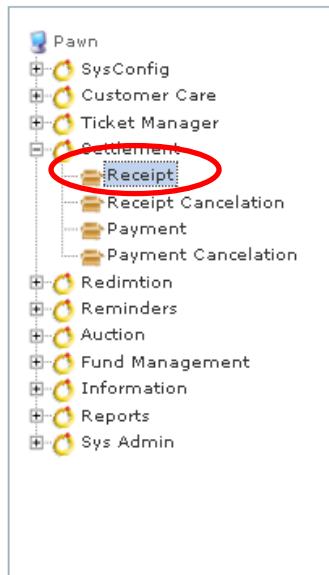 Pawn
SysConfig
Customer Care
Ticket Manager
Settlement
Receipt
Receipt Cancelation
Payment
Payment Cancelation
Redimtion
Reminders
Auction
Fund Management
Information
Reports
Sys Admin